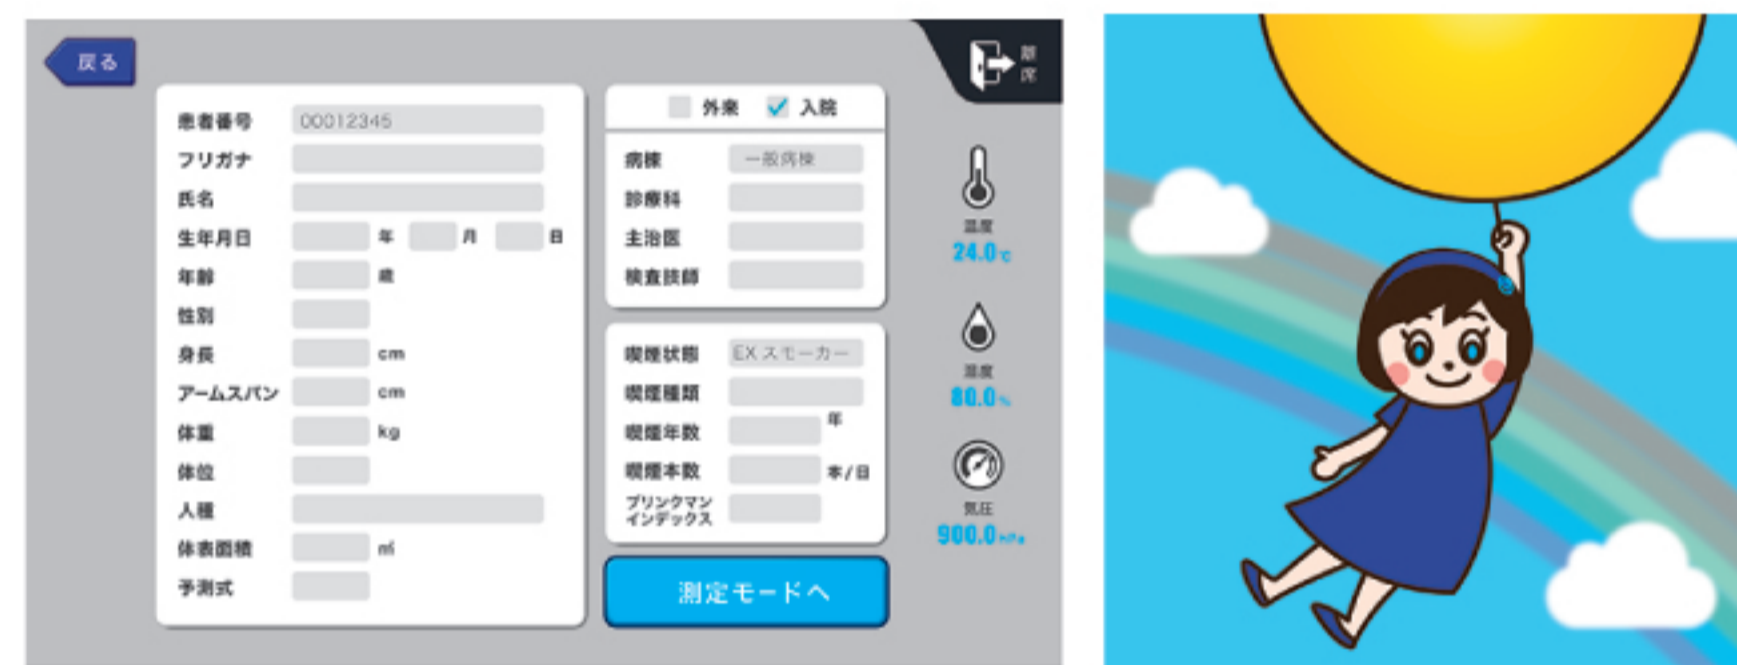 戻る
離席
患者番号 00012345
フリガナ
氏名
生年月日 年 月 日
年齢 歳
性別
身長 cm
アームスパン cm
体重 kg
体位
人種
体表面積 ㎡
予測式
外来 入院
病棟 一般病棟
診療科
主治医
検査技師
喫煙状態 EXスモーカー
喫煙種類
喫煙年数 年
喫煙本数 本/日
ブリンクマン
インデックス
測定モードへ
温度
24.0℃
湿度
80.0%
気圧
900.0hPa